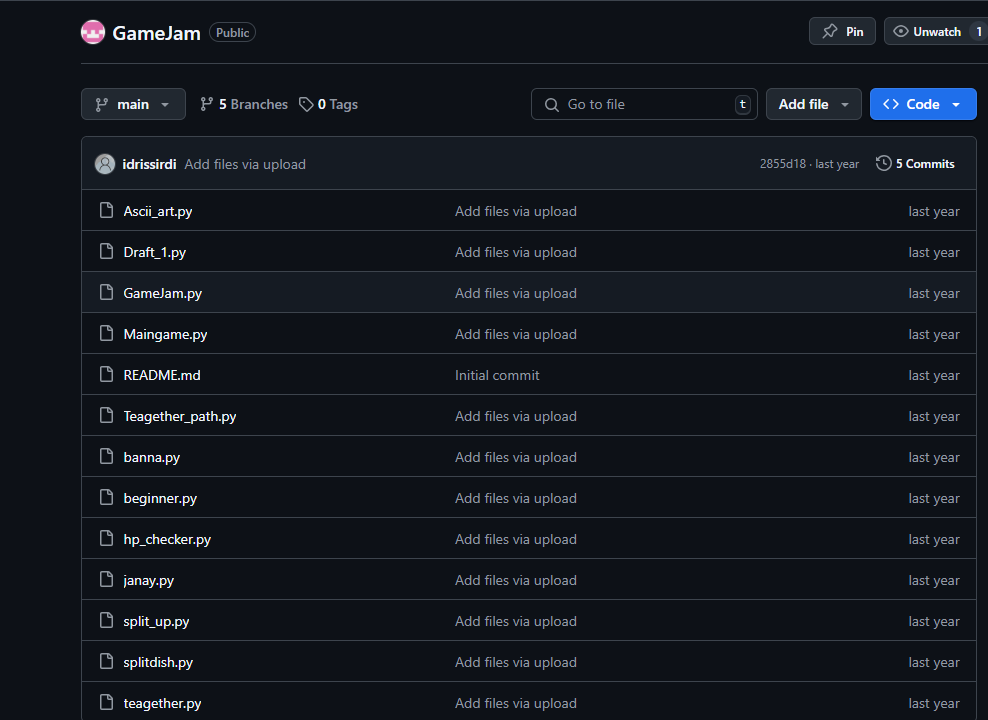 GameJam Public Pin Unwatch 1
main 5 Branches 0 Tags Go to file t Add file Code
idrissirdi Add files via upload 2855d18 · last year 5 Commits
Ascii_art.py Add files via upload last year
Draft_1.py Add files via upload last year
GameJam.py Add files via upload last year
Maingame.py Add files via upload last year
README.md Initial commit last year
Teagether_path.py Add files via upload last year
banna.py Add files via upload last year
beginner.py Add files via upload last year
hp_checker.py Add files via upload last year
janay.py Add files via upload last year
split_up.py Add files via upload last year
splitdish.py Add files via upload last year
teagether.py Add files via upload last year